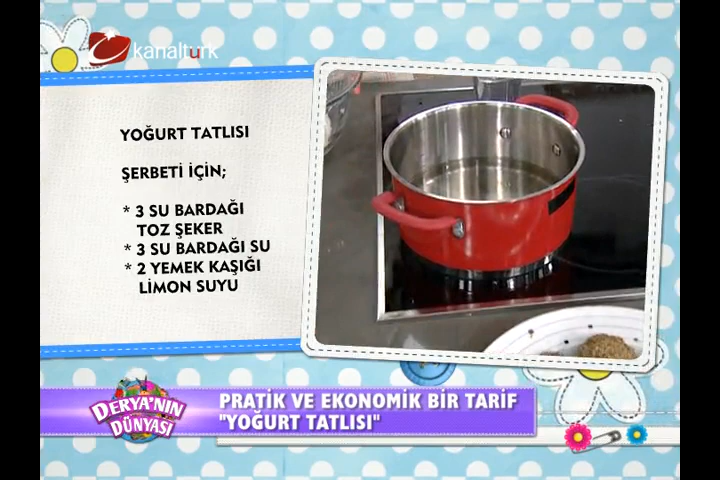 kanaltürk
YOĞURT TATLISI
ŞERBETİ İÇİN;
* 3 SU BARDAĞI
TOZ ŞEKER
* 3 SU BARDAĞI SU
* 2 YEMEK KAŞIĞI
LİMON SUYU
DERYA'NIN
DÜNYASI
PRATİK VE EKONOMİK BİR TARİF
"YOĞURT TATLISI"